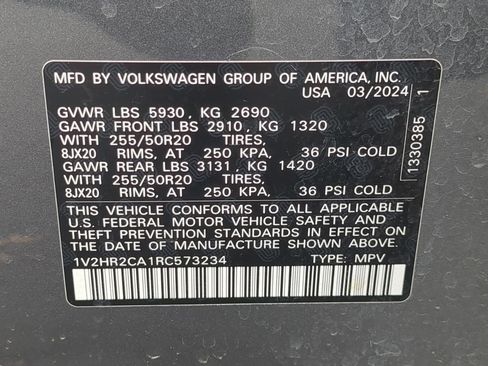 MFD BY VOLKSWAGEN GROUP OF AMERICA, INC.
USA 03/2024
GVWR LBS 5930, KG 2690
GAWR FRONT LBS 2910, KG 1320
WITH 255/50R20 TIRES,
8JX20 RIMS, AT 250 KPA, 36 PSI COLD
GAWR REAR LBS 3131, KG 1420
WITH 255/50R20 TIRES,
8JX20 RIMS, AT 250 KPA, 36 PSI COLD
THIS VEHICLE CONFORMS TO ALL APPLICABLE
U.S. FEDERAL MOTOR VEHICLE SAFETY AND
THEFT PREVENTION STANDARDS IN EFFECT ON
THE DATE OF MANUFACTURE SHOWN ABOVE.
1V2HR2CA1RC573234 TYPE: MPV
1330385 1